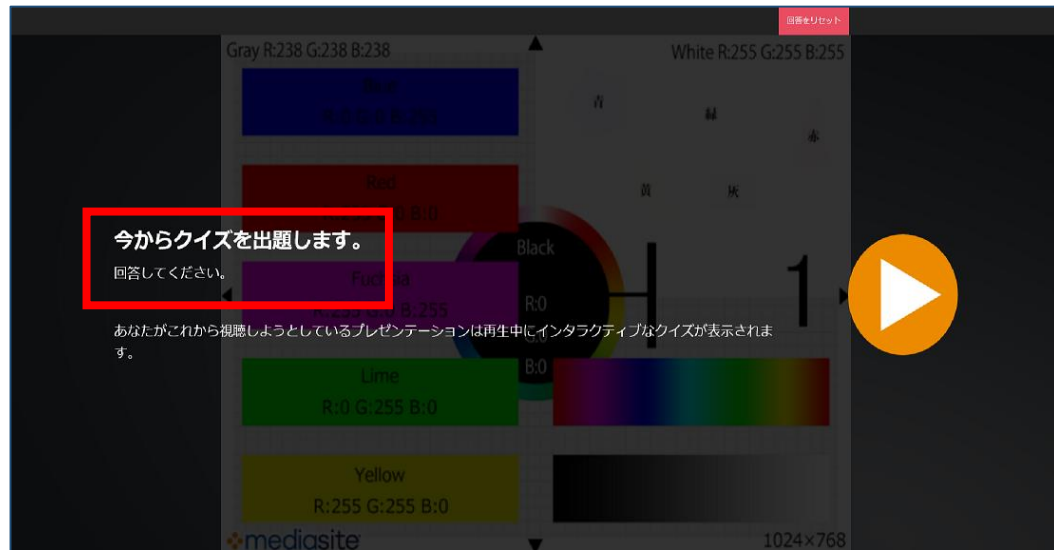 回答をリセット
Gray R:238 G:238 B:238
White R:255 G:255 B:255
青
緑
赤
Red
黄
灰
今からクイズを出題します。
Black
回答してください。
R:0
1
あなたがこれから視聴しようとしているプレゼンテーションは再生中にインタラクティブなクイズが表示されま
す。
B:0
Lime
R:0 G:255 B:0
Yellow
R:255 G:255 B:0
mediasite
1024×768